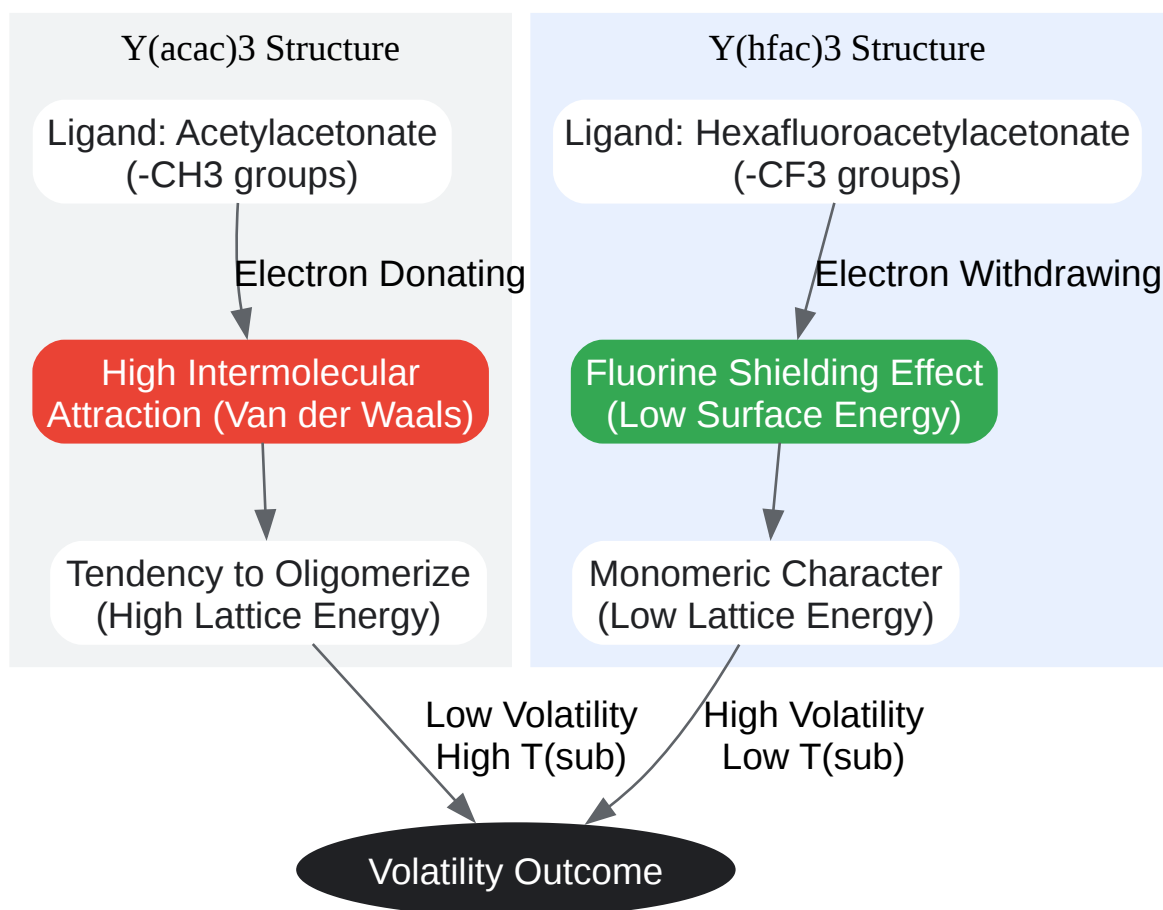 Y(acac)3 Structure
Ligand: Acetylacetonate
(-CH3 groups)
Electron Donating
High Intermolecular
Attraction (Van der Waals)
Tendency to Oligomerize
(High Lattice Energy)
Low Volatility
High T(sub)
Y(hfac)3 Structure
Ligand: Hexafluoroacetylacetonate
(-CF3 groups)
Electron Withdrawing
Fluorine Shielding Effect
(Low Surface Energy)
Monomeric Character
(Low Lattice Energy)
High Volatility
Low T(sub)
Volatility Outcome